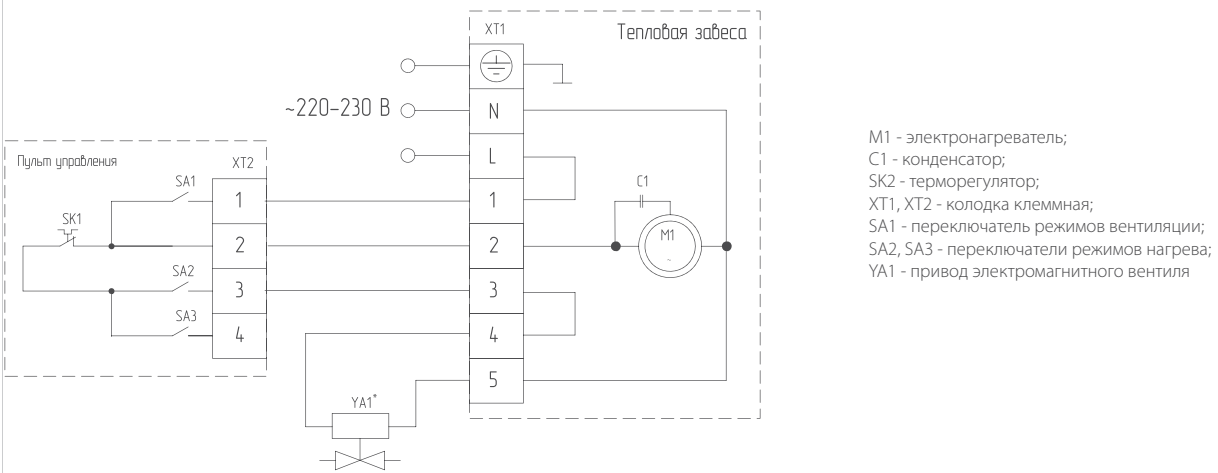 XT1
Тепловая завеса
~220-230 В
N
L
1
2
3
4
5
Пульт управления
XT2
SA1
1
SK1
2
SA2
3
SA3
4
C1
M1
~
YA1*
M1 - электронагреватель;
C1 - конденсатор;
SK2 - терморегулятор;
XT1, XT2 - колодка клеммная;
SA1 - переключатель режимов вентиляции;
SA2, SA3 - переключатели режимов нагрева;
YA1 - привод электромагнитного вентиля